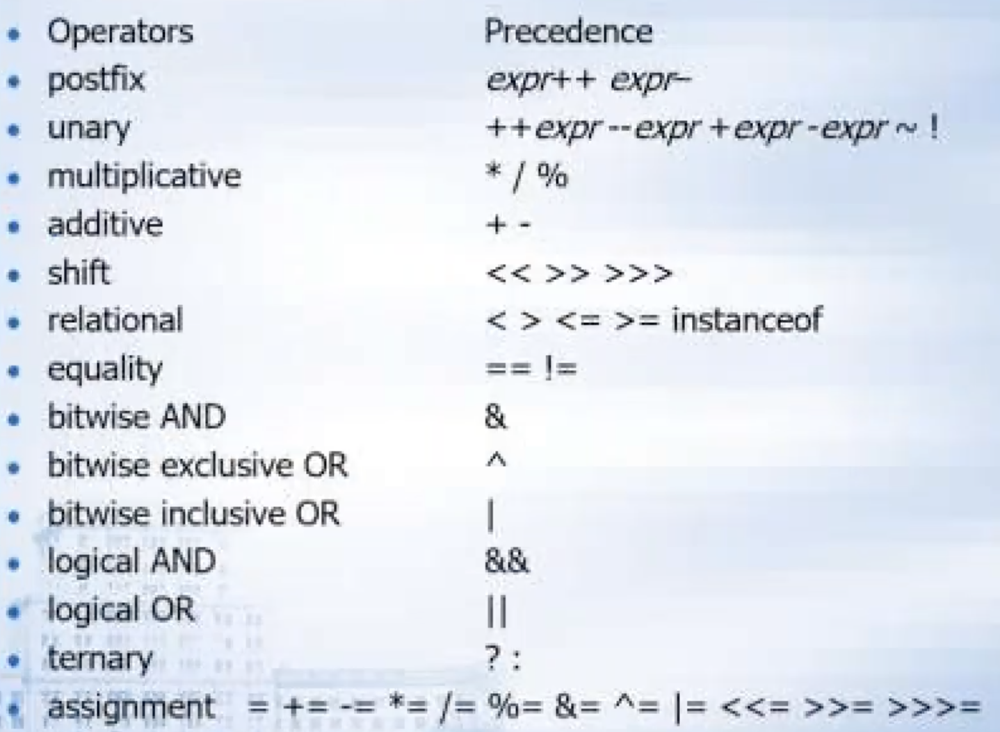 • Operators Precedence
• postfix expr++ expr–
• unary ++expr --expr +expr -expr ~ !
• multiplicative * / %
• additive + -
• shift << >> >>>
• relational < > <= >= instanceof
• equality == !=
• bitwise AND &
• bitwise exclusive OR ^
• bitwise inclusive OR |
• logical AND &&
• logical OR ||
• ternary ? :
• assignment = += -= *= /= %= &= ^= |= <<= >>= >>>=